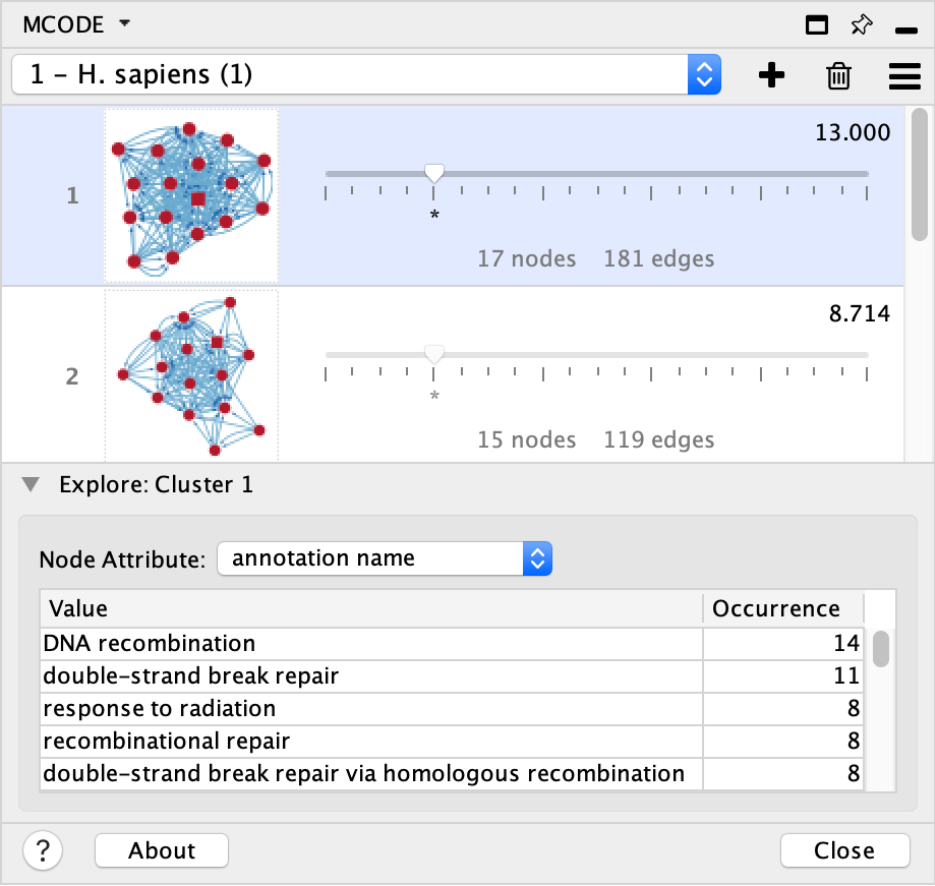 MCODE
1 – H. sapiens (1)
13.000
1
*
17 nodes 181 edges
8.714
2
*
15 nodes 119 edges
Explore: Cluster 1
Node Attribute: annotation name
Value Occurrence
DNA recombination 14
double-strand break repair 11
response to radiation 8
recombinational repair 8
double-strand break repair via homologous recombination 8
? About Close